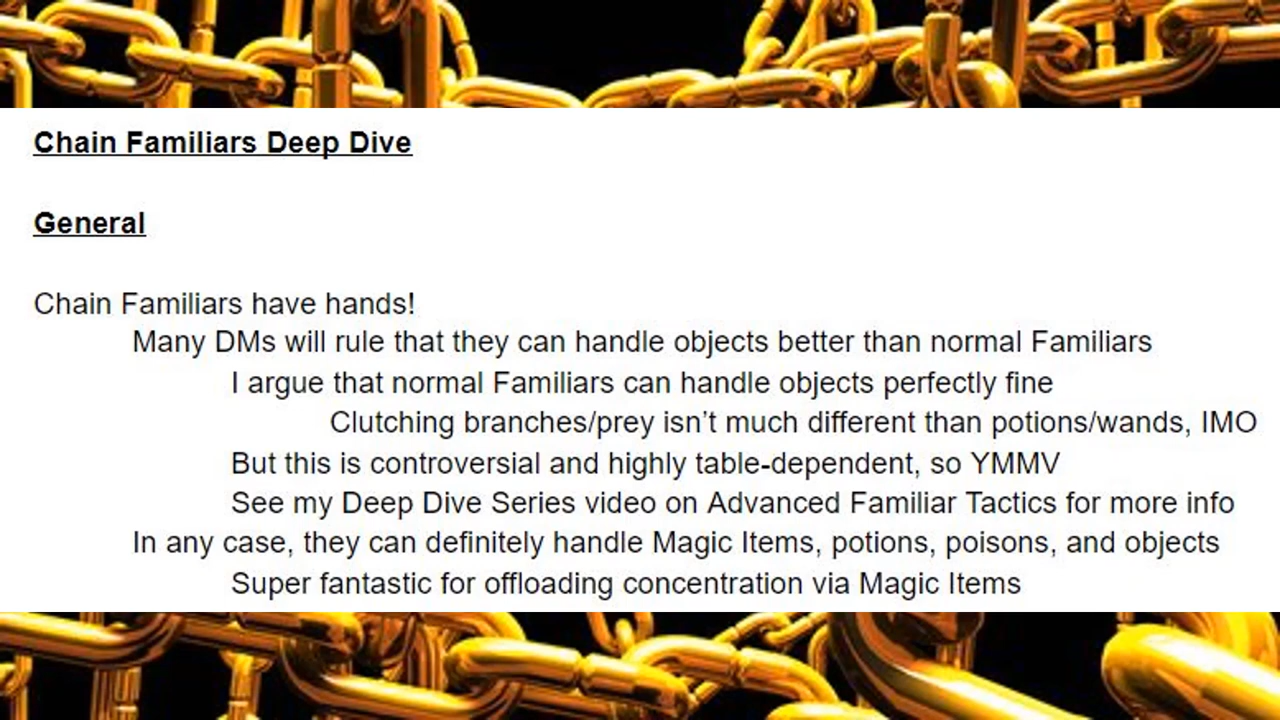 Chain Familiars Deep Dive
General
Chain Familiars have hands!
Many DMs will rule that they can handle objects better than normal Familiars
I argue that normal Familiars can handle objects perfectly fine
Clutching branches/prey isn’t much different than potions/wands, IMO
But this is controversial and highly table-dependent, so YMMV
See my Deep Dive Series video on Advanced Familiar Tactics for more info
In any case, they can definitely handle Magic Items, potions, poisons, and objects
Super fantastic for offloading concentration via Magic Items